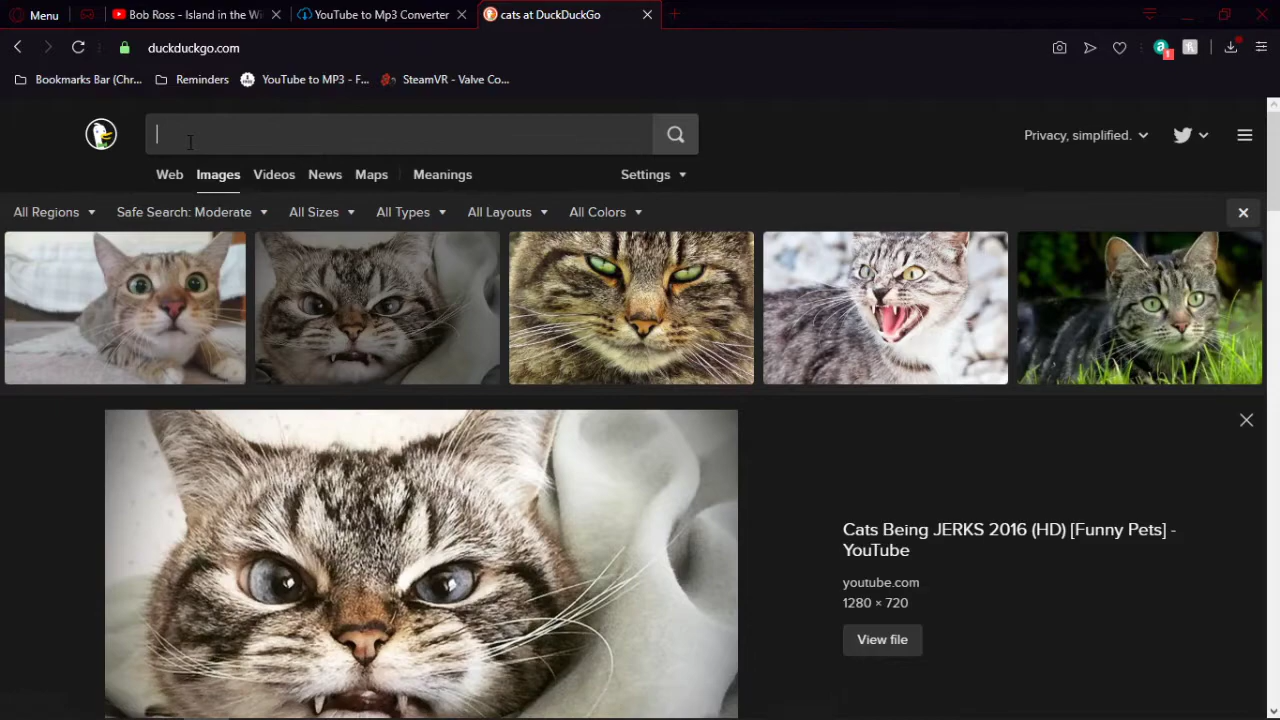 Menu
Bob Ross - Island in the Wi
YouTube to Mp3 Converter
cats at DuckDuckGo
duckduckgo.com
1
Bookmarks Bar (Chr...
Reminders
YouTube to MP3 - F...
SteamVR - Valve Co...
Privacy, simplified.
Web
Images
Videos
News
Maps
Meanings
Settings
All Regions
Safe Search: Moderate
All Sizes
All Types
All Layouts
All Colors
Cats Being JERKS 2016 (HD) [Funny Pets] -
YouTube
youtube.com
1280 × 720
View file